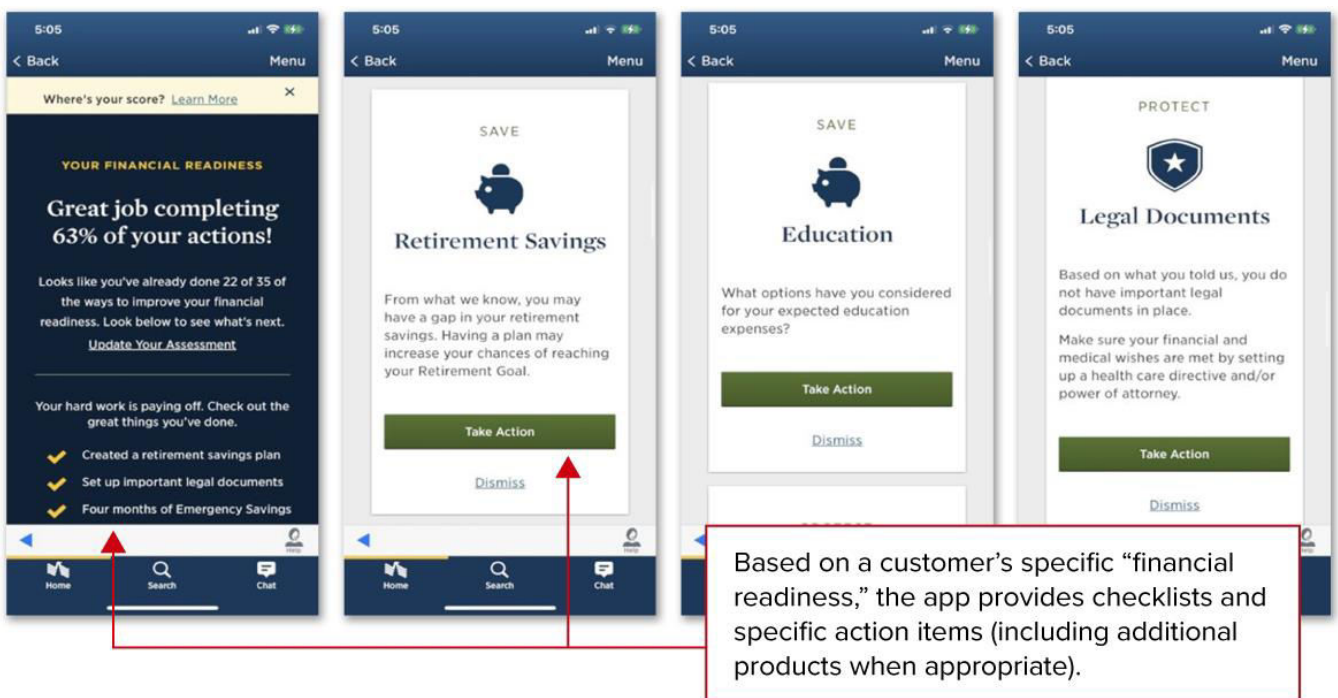 5:05
< Back
Menu
Where's your score? Learn More
×
YOUR FINANCIAL READINESS
Great job completing
63% of your actions!
Looks like you've already done 22 of 35 of
the ways to improve your financial
readiness. Look below to see what's next.
Update Your Assessment
Your hard work is paying off. Check out the
great things you've done.
Created a retirement savings plan
Set up important legal documents
Four months of Emergency Savings
Help
Home
Search
Chat
5:05
< Back
Menu
SAVE
Retirement Savings
From what we know, you may
have a gap in your retirement
savings. Having a plan may
increase your chances of reaching
your Retirement Goal.
Take Action
Dismiss
Help
Home
Search
Chat
5:05
< Back
Menu
SAVE
Education
What options have you considered
for your expected education
expenses?
Take Action
Dismiss
5:05
< Back
Menu
PROTECT
Legal Documents
Based on what you told us, you do
not have important legal
documents in place.
Make sure your financial and
medical wishes are met by setting
up a health care directive and/or
power of attorney.
Take Action
Dismiss
Based on a customer's specific “financial
readiness,” the app provides checklists and
specific action items (including additional
products when appropriate).